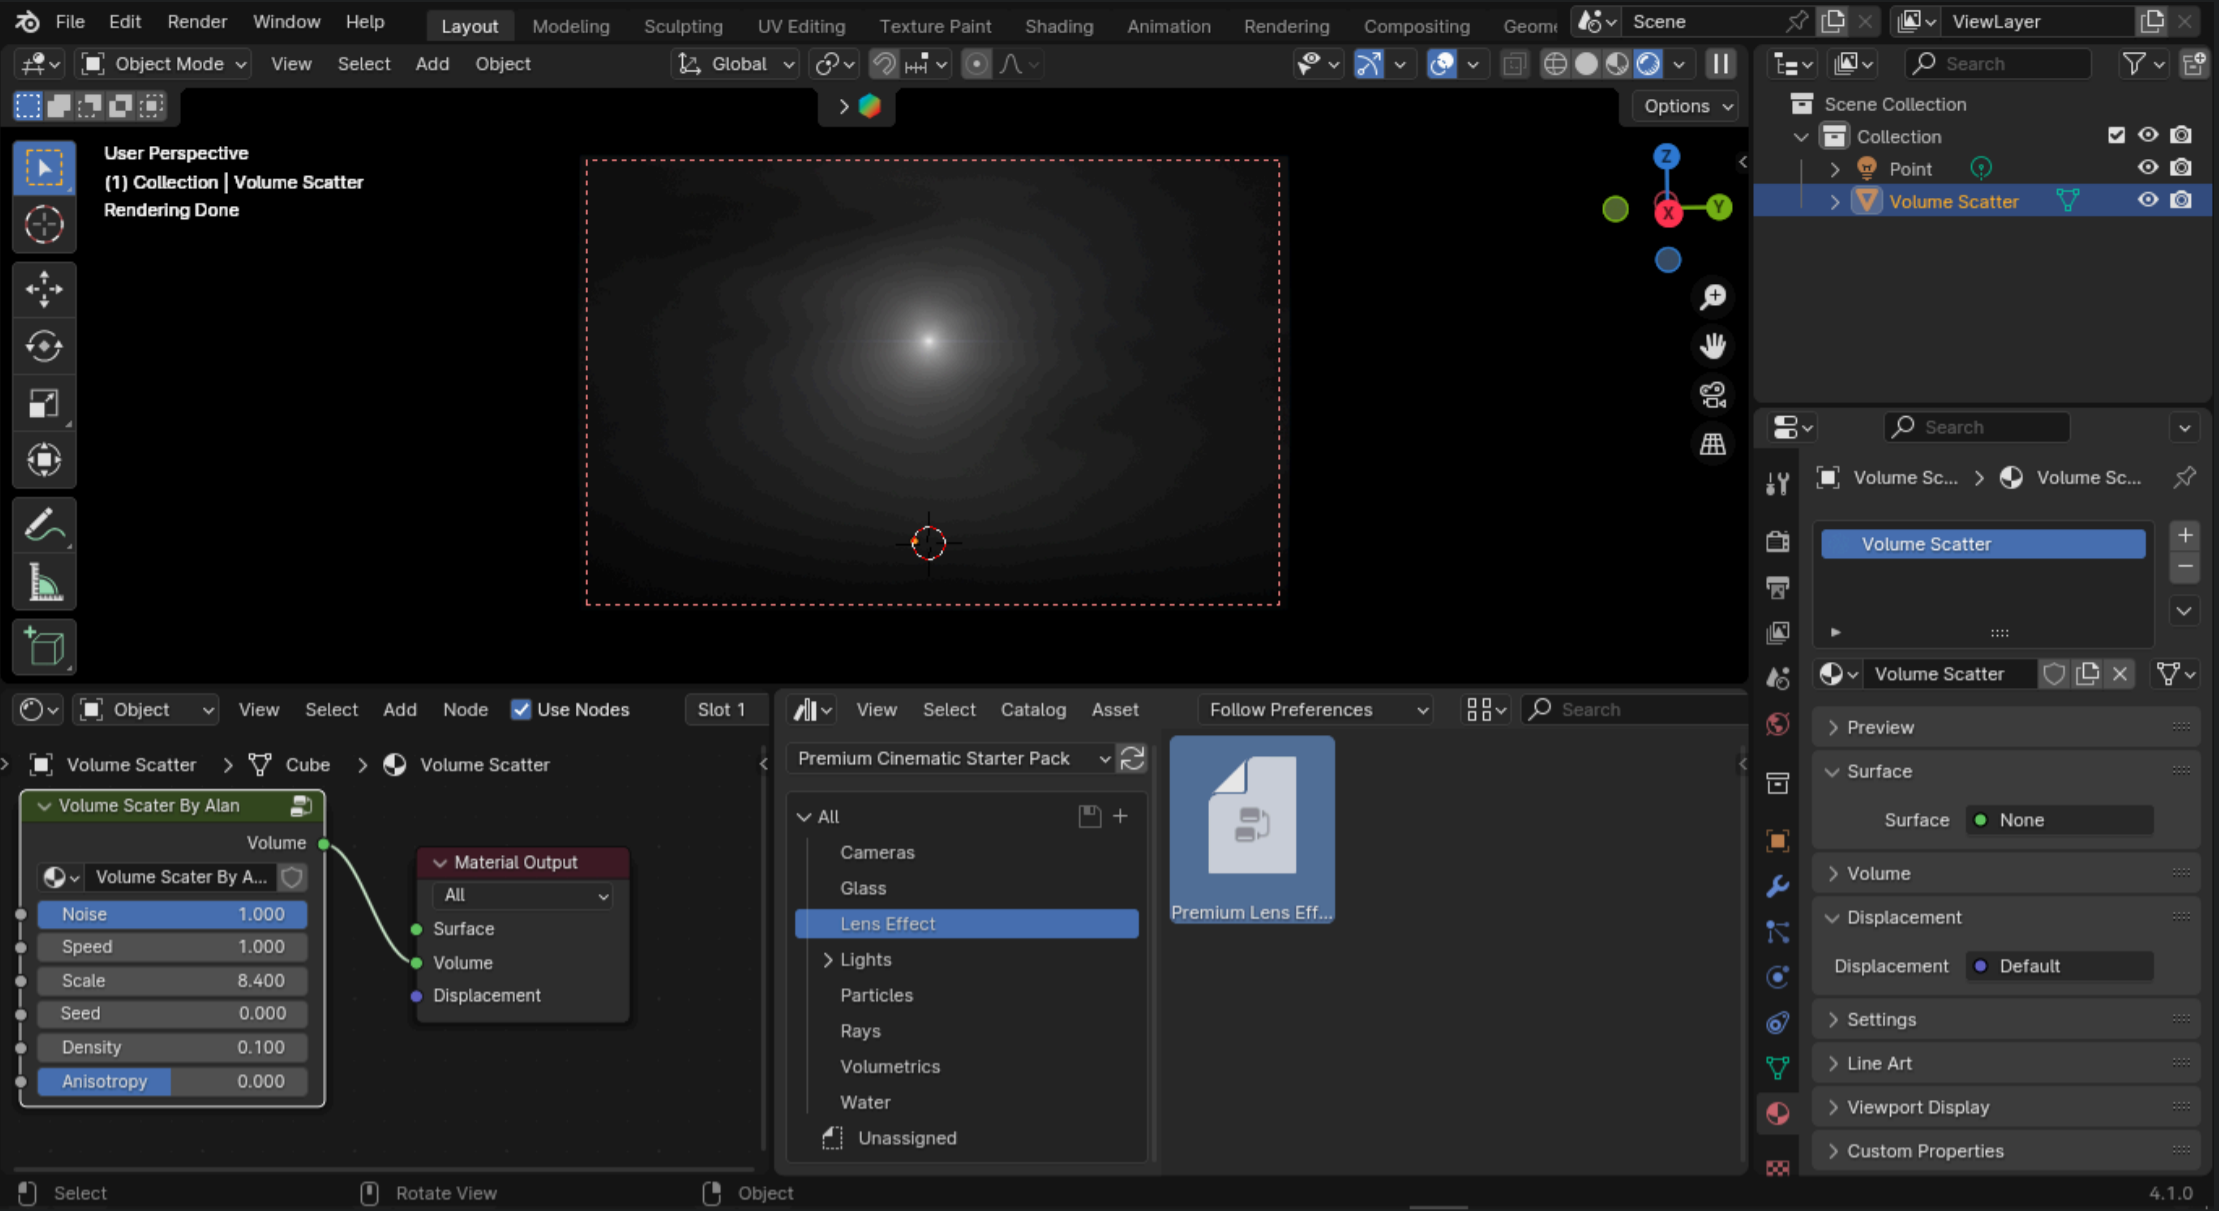 File Edit Render Window Help Layout Modeling Sculpting UV Editing Texture Paint Shading Animation Rendering Compositing Geome Scene ViewLayer
Object Mode View Select Add Object Global Search
Options
User Perspective
(1) Collection | Volume Scatter
Rendering Done
Z
Y
X
Scene Collection
Collection
Point
Volume Scatter
Search
Volume Sc... > Volume Sc...
Volume Scatter
Volume Scatter
Preview
Surface
Surface None
Volume
Displacement
Displacement Default
Settings
Line Art
Viewport Display
Custom Properties
Object View Select Add Node Use Nodes Slot 1
Volume Scatter > Cube > Volume Scatter
Volume Scater By Alan
Volume
Volume Scater By A...
Noise 1.000
Speed 1.000
Scale 8.400
Seed 0.000
Density 0.100
Anisotropy 0.000
Material Output
All
Surface
Volume
Displacement
View Select Catalog Asset Follow Preferences Search
Premium Cinematic Starter Pack
All
Cameras
Glass
Lens Effect
Lights
Particles
Rays
Volumetrics
Water
Unassigned
Premium Lens Eff...
Select Rotate View Object 4.1.0